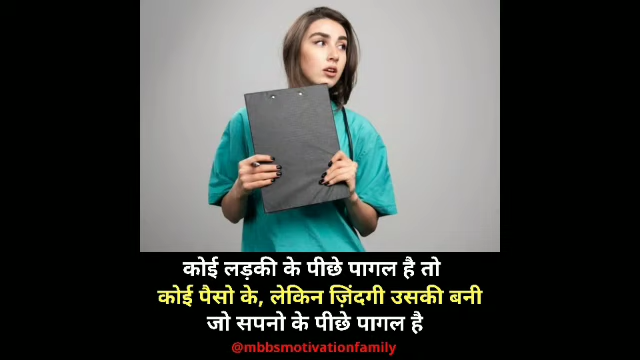 कोई लड़की के पीछे पागल है तो
कोई पैसो के, लेकिन ज़िंदगी उसकी बनी
जो सपनो के पीछे पागल है
@mbbsmotivationfamily